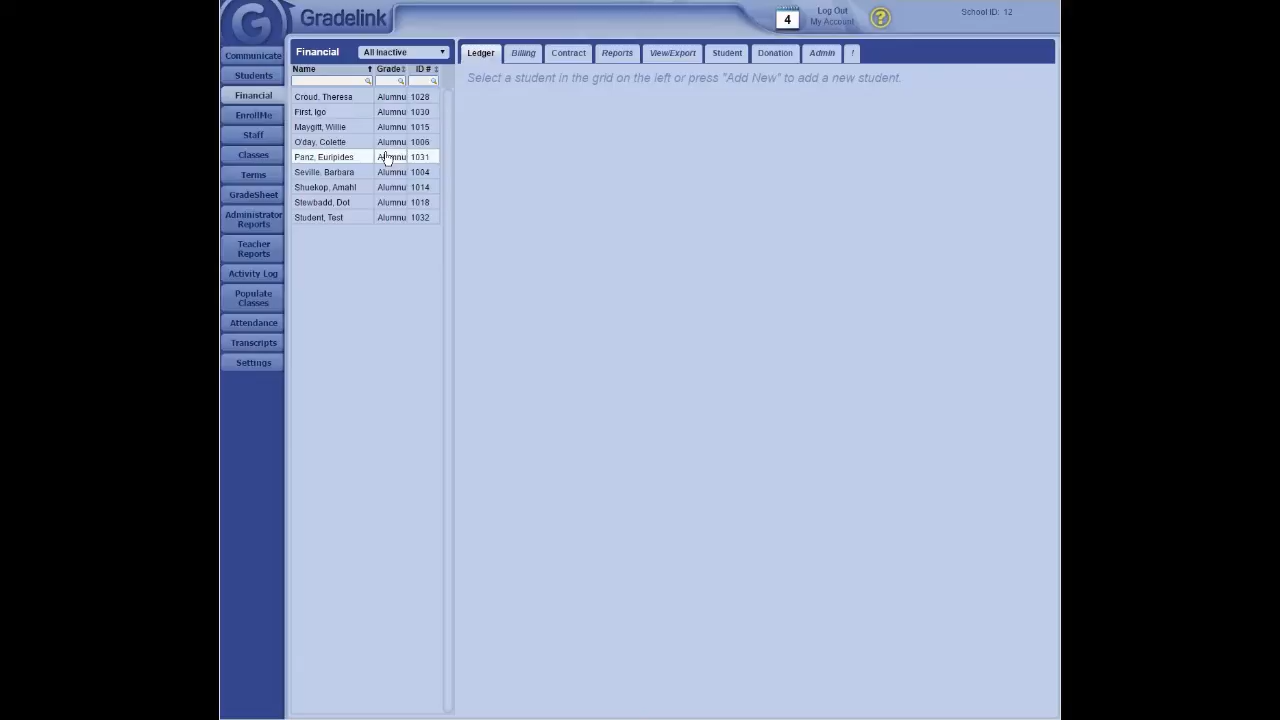 Gradelink
4
Log Out
My Account
?
School ID: 12
Communicate
Students
Financial
EnrollMe
Staff
Classes
Terms
GradeSheet
Administrator
Reports
Teacher
Reports
Activity Log
Populate
Classes
Attendance
Transcripts
Settings
Financial All Inactive
Name Grade ID #
Croud, Theresa Alumnu 1028
First, Igo Alumnu 1030
Maygitt, Willie Alumnu 1015
O'day, Colette Alumnu 1006
Panz, Euripides Alumnu 1031
Seville, Barbara Alumnu 1004
Shuekop, Amahl Alumnu 1014
Stewbadd, Dot Alumnu 1018
Student, Test Alumnu 1032
Ledger Billing Contract Reports View/Export Student Donation Admin !
Select a student in the grid on the left or press "Add New" to add a new student.